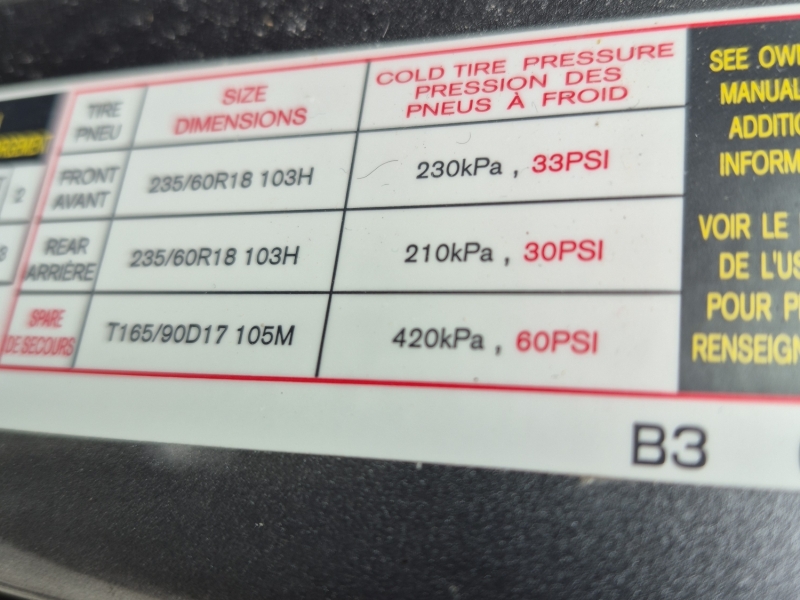 TIRE
PNEU
SIZE
DIMENSIONS
COLD TIRE PRESSURE
PRESSION DES
PNEUS À FROID
FRONT
AVANT
235/60R18 103H
230kPa , 33PSI
REAR
ARRIÈRE
235/60R18 103H
210kPa , 30PSI
SPARE
DE SECOURS
T165/90D17 105M
420kPa , 60PSI
SEE OWN
MANUAL
ADDITIO
INFORM
VOIR LE
DE L'US
POUR P
RENSEIGN
B3
2